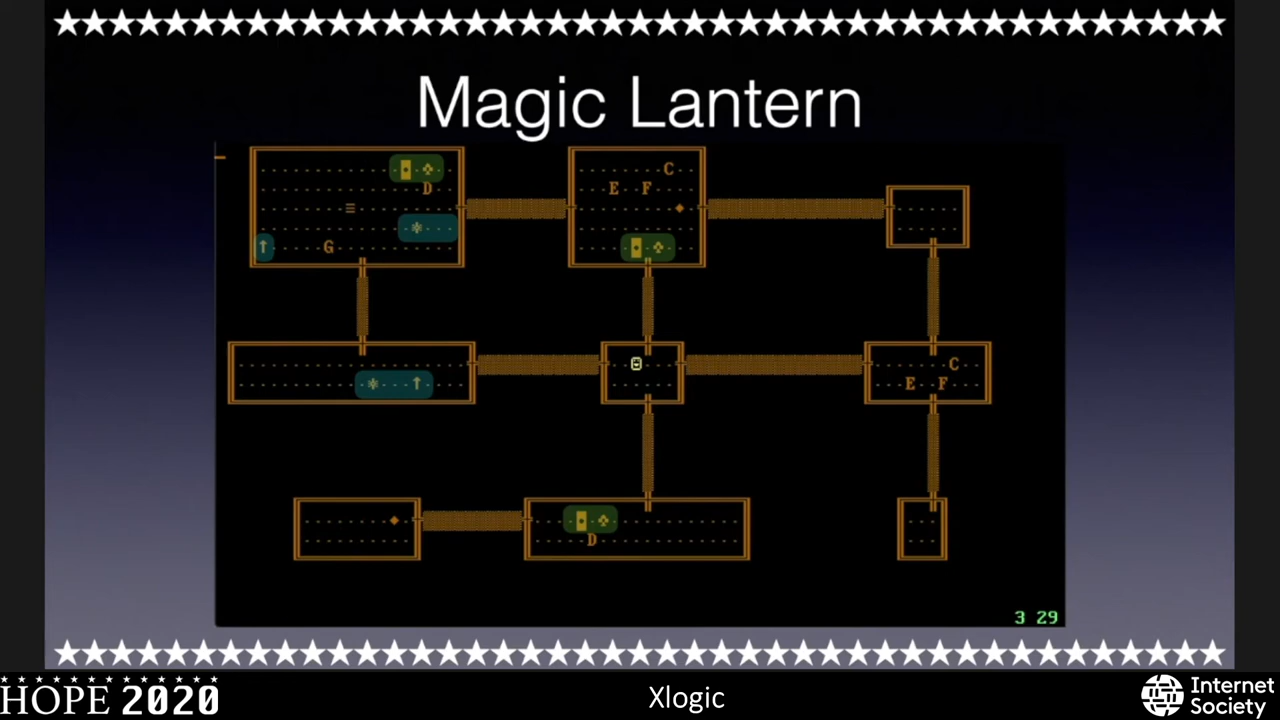 Magic Lantern
C
E F
D
G
C
E F
D
3 29
HOPE 2020
Xlogic
Internet
Society